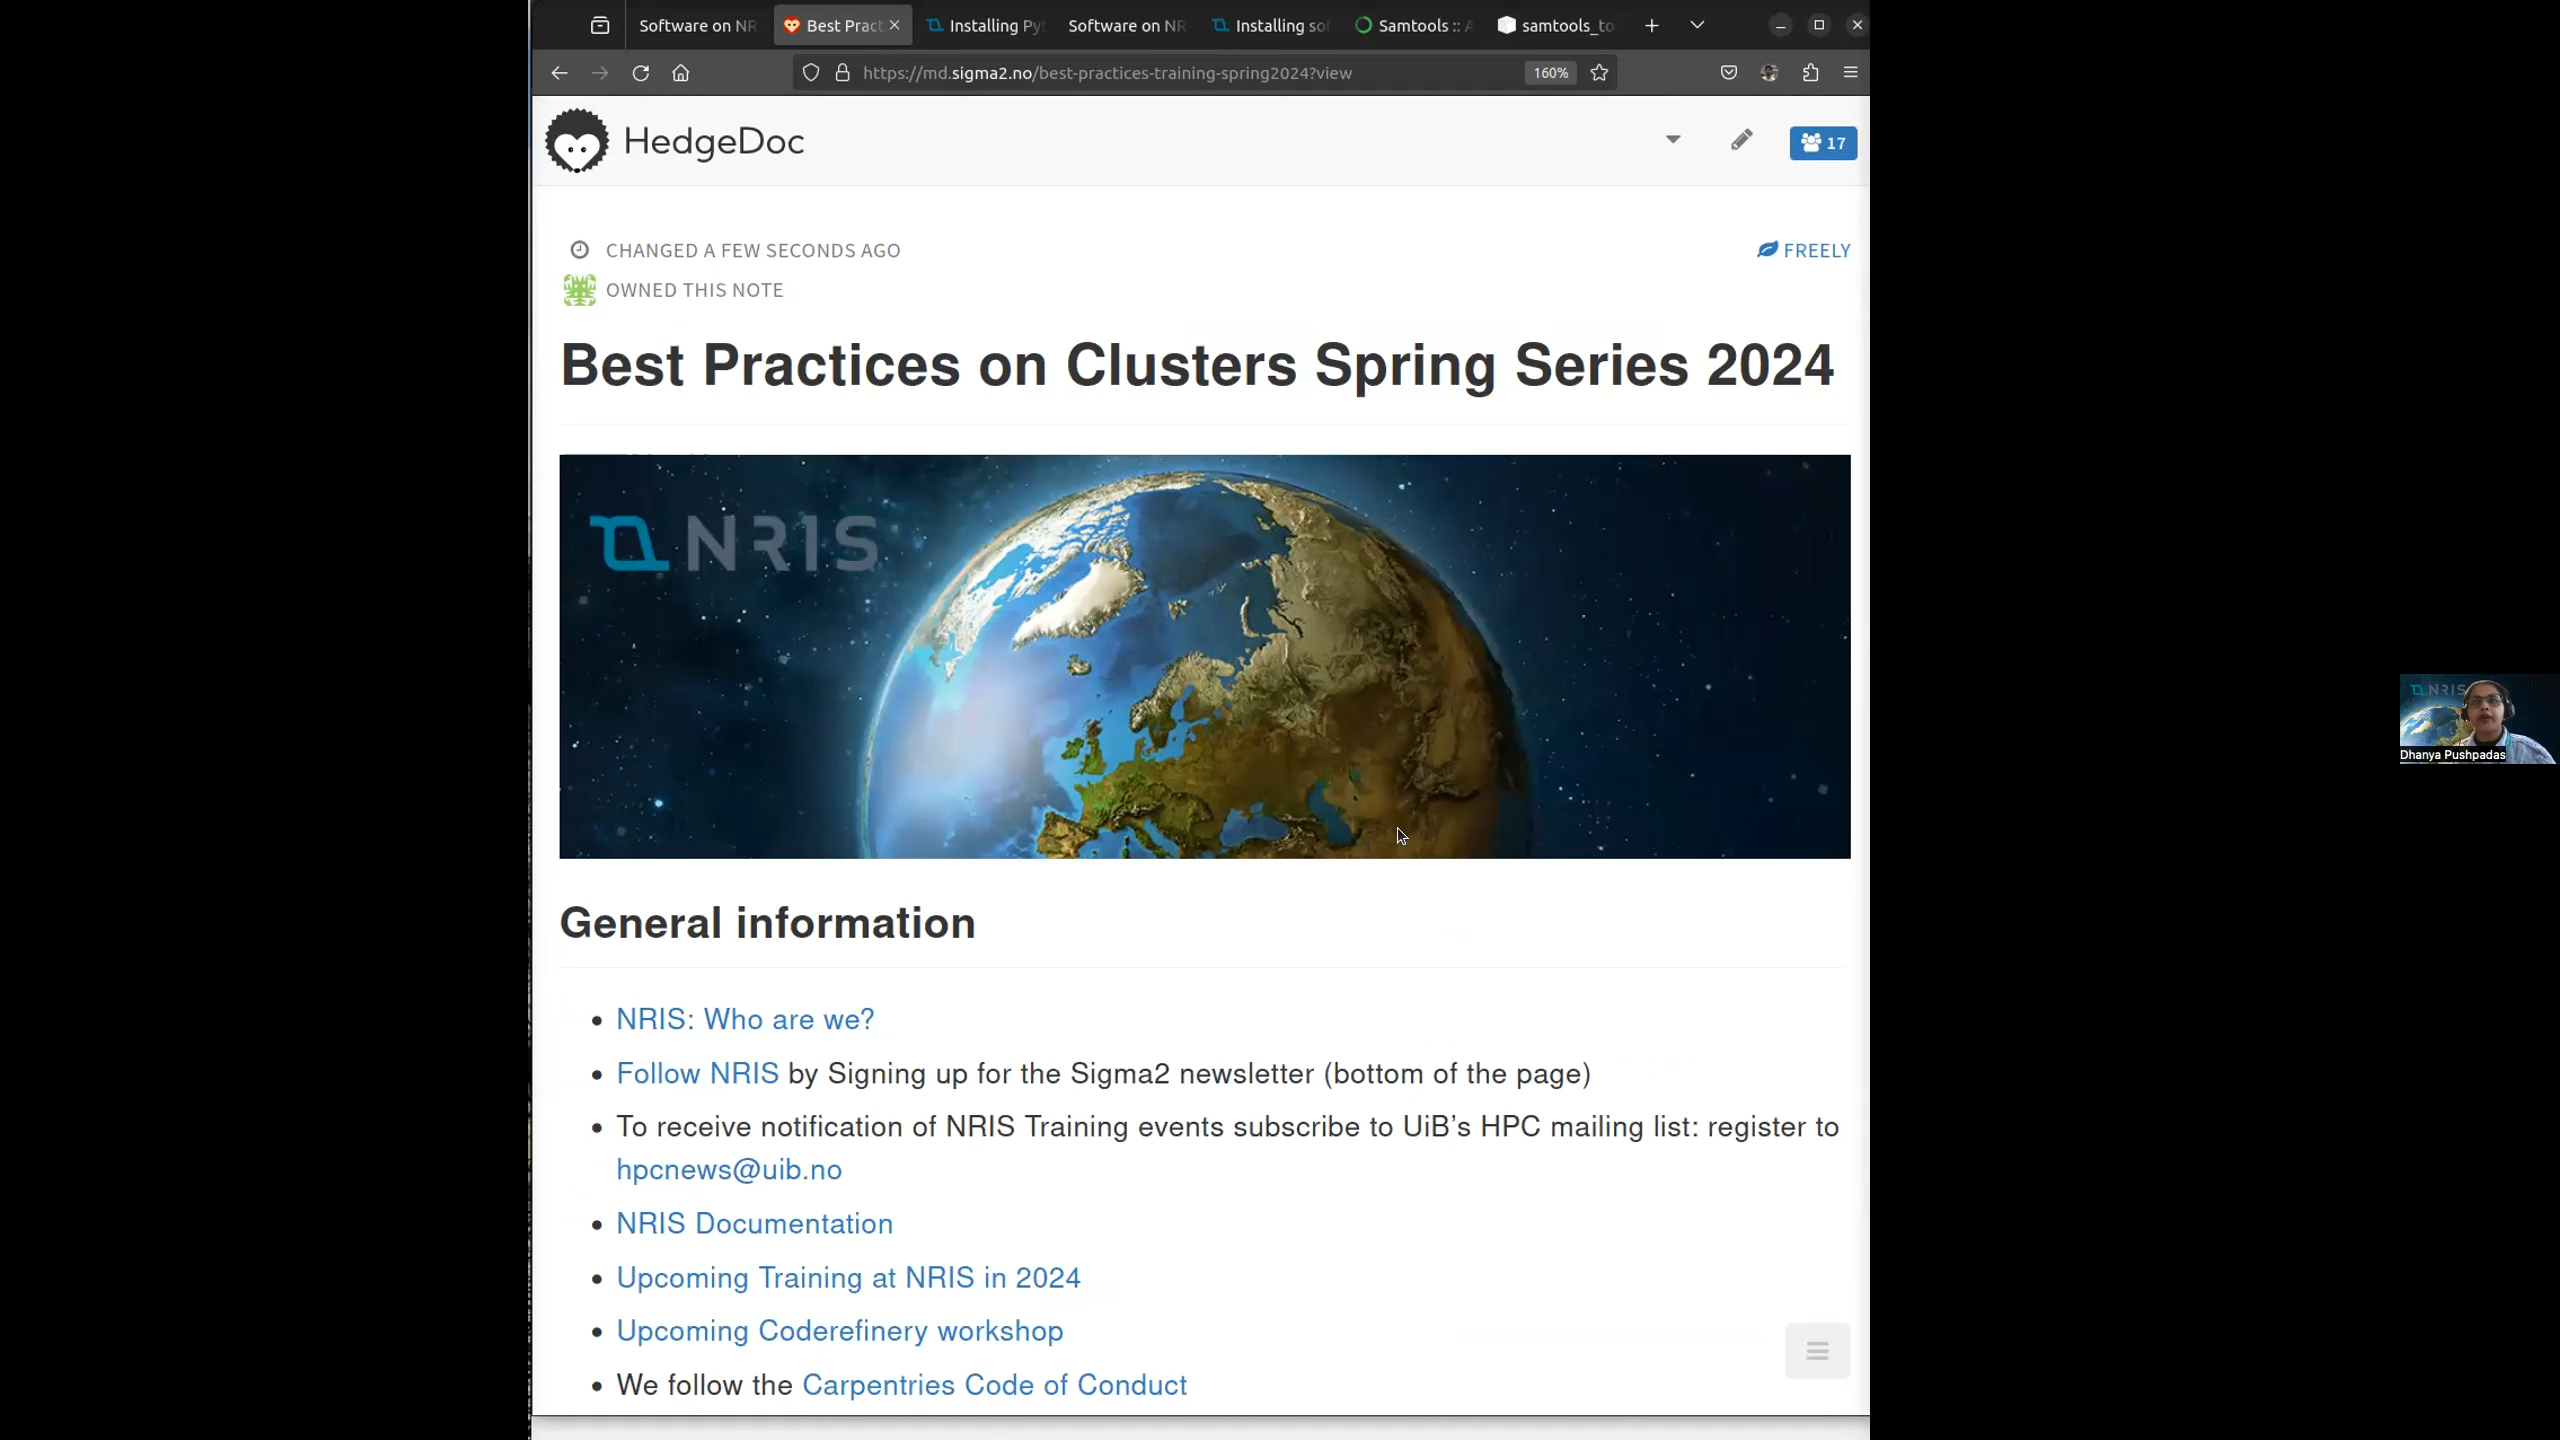 Software on NR
Best Pract
Installing Pyt
Software on NR
Installing sof
Samtools :: A
samtools_to
https://md.sigma2.no/best-practices-training-spring2024?view
160%
HedgeDoc
17
CHANGED A FEW SECONDS AGO
FREELY
OWNED THIS NOTE
Best Practices on Clusters Spring Series 2024
NRIS
General information
NRIS: Who are we?
Follow NRIS by Signing up for the Sigma2 newsletter (bottom of the page)
To receive notification of NRIS Training events subscribe to UiB’s HPC mailing list: register to
hpcnews@uib.no
NRIS Documentation
Upcoming Training at NRIS in 2024
Upcoming Coderefinery workshop
We follow the Carpentries Code of Conduct
NRIS
Dhanya Pushpadas